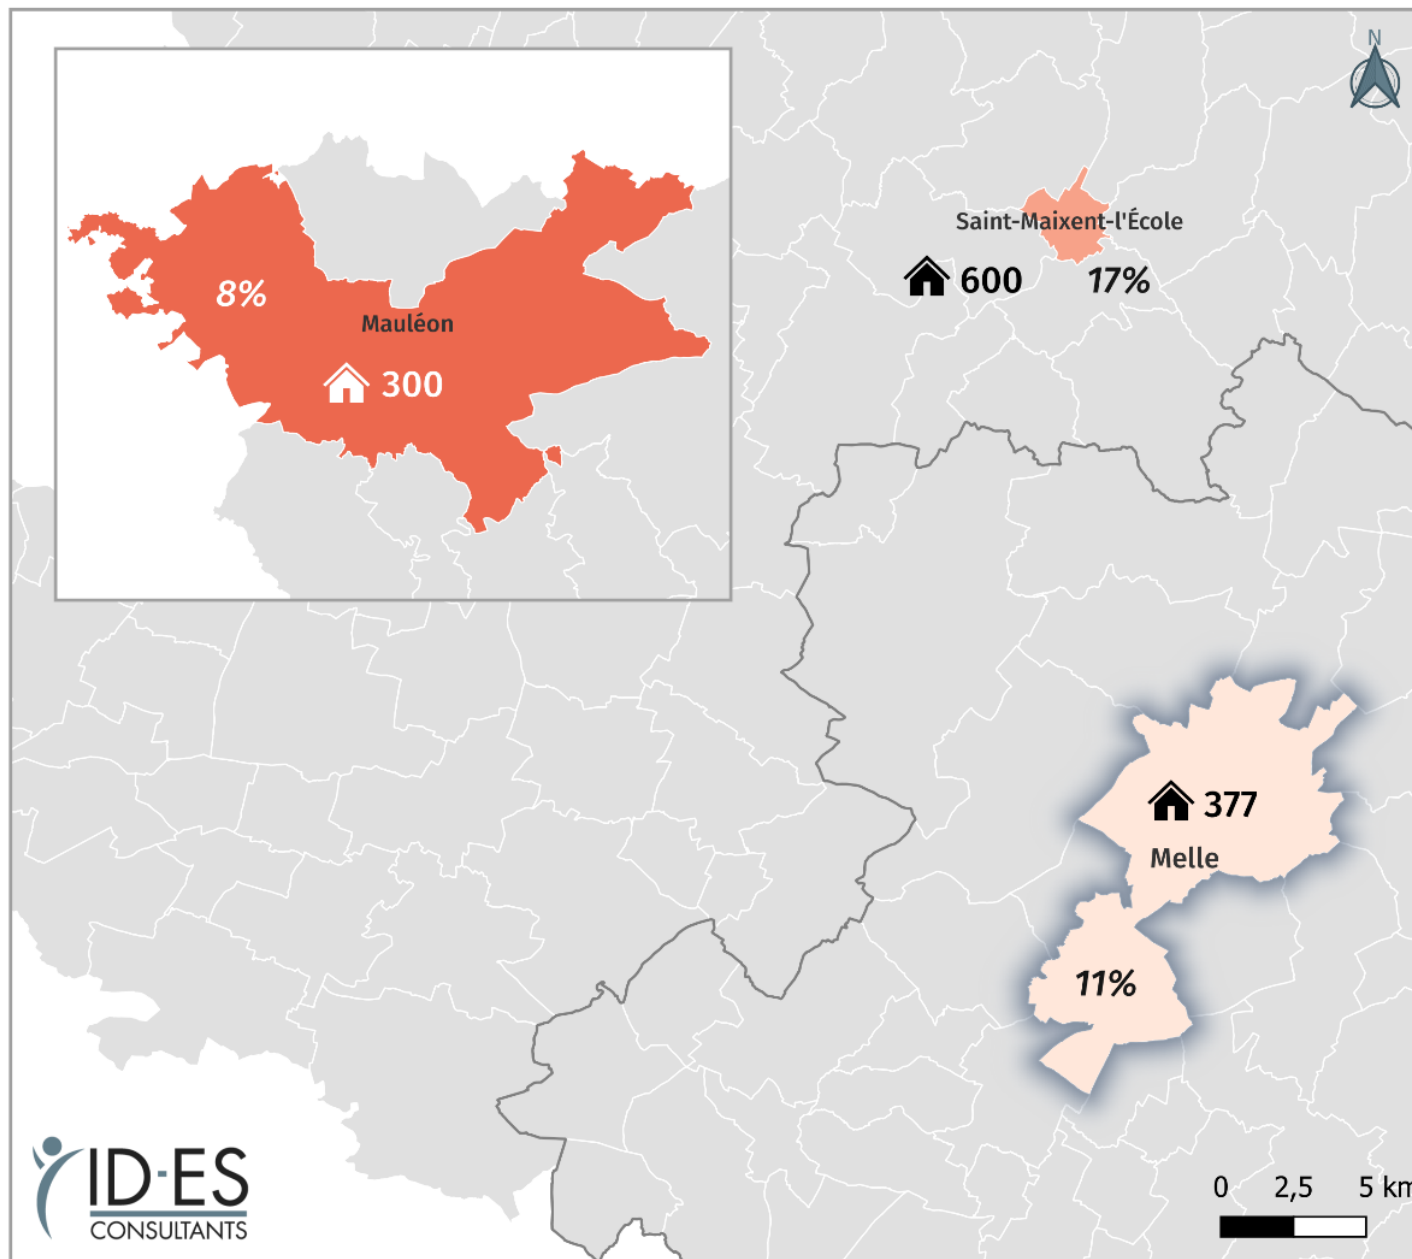 N
Saint-Maixent-l'École
600
17%
8%
Mauléon
300
377
Melle
11%
ID-ES
CONSULTANTS
0 2,5 5 km